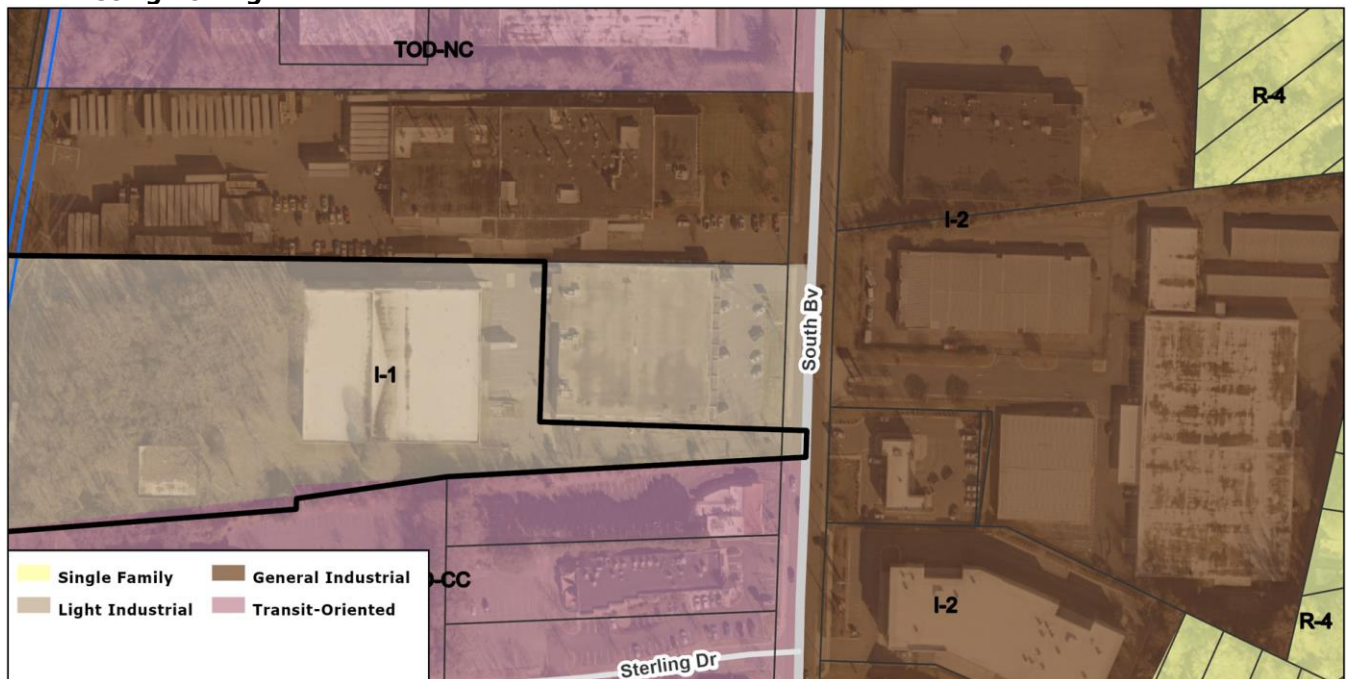 TOD-NC
R-4
I-2
South Bv
I-1
Single Family
General Industrial
D-CC
Light Industrial
Transit-Oriented
I-2
R-4
Sterling Dr